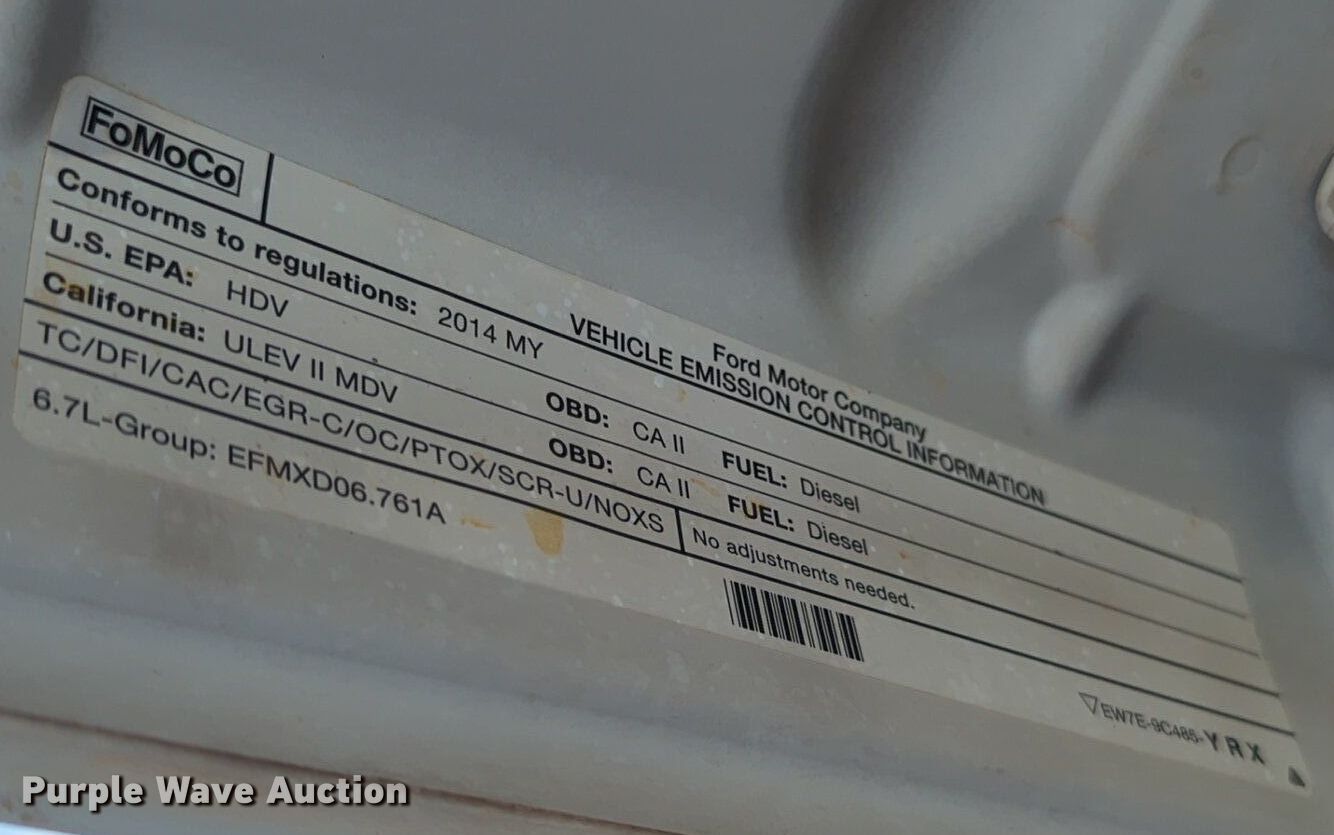 FoMoCo
Ford Motor Company
VEHICLE EMISSION CONTROL INFORMATION
Conforms to regulations: 2014 MY
U.S. EPA: HDV OBD: CA II FUEL: Diesel
California: ULEV II MDV OBD: CA II FUEL: Diesel
TC/DFI/CAC/EGR-C/OC/PTOX/SCR-U/NOXS No adjustments needed.
6.7L-Group: EFMXD06.761A
EW7E-9C485-YRX
Purple Wave Auction